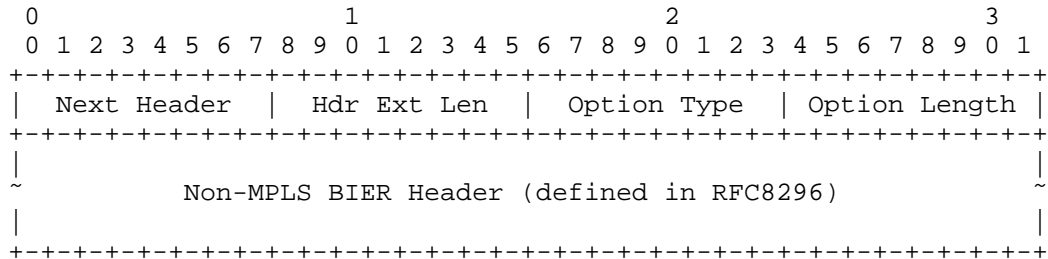 0                   1                   2                   3
 0 1 2 3 4 5 6 7 8 9 0 1 2 3 4 5 6 7 8 9 0 1 2 3 4 5 6 7 8 9 0 1
+-+-+-+-+-+-+-+-+-+-+-+-+-+-+-+-+-+-+-+-+-+-+-+-+-+-+-+-+-+-+-+-+
|  Next Header  |  Hdr Ext Len  |  Option Type  | Option Length |
+-+-+-+-+-+-+-+-+-+-+-+-+-+-+-+-+-+-+-+-+-+-+-+-+-+-+-+-+-+-+-+-+
|                                                               |
~          Non-MPLS BIER Header (defined in RFC8296)            ~
|                                                               |
+-+-+-+-+-+-+-+-+-+-+-+-+-+-+-+-+-+-+-+-+-+-+-+-+-+-+-+-+-+-+-+-+